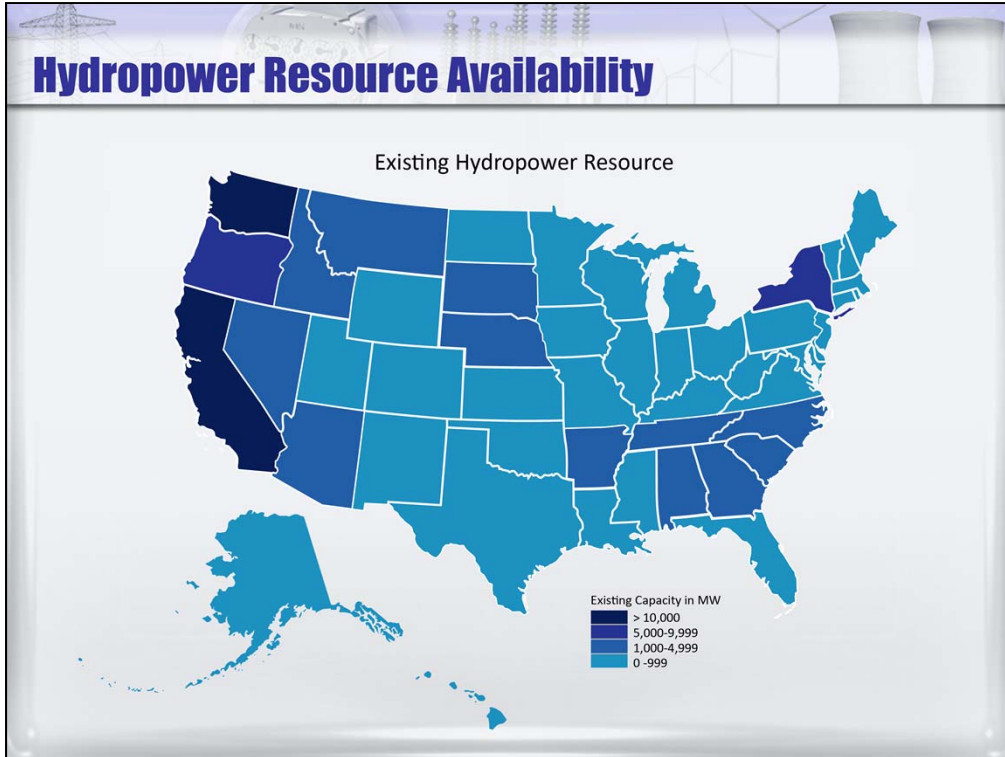 Hydropower Resource Availability
Existing Hydropower Resource
Existing Capacity in MW
> 10,000
5,000-9,999
1,000-4,999
0 -999